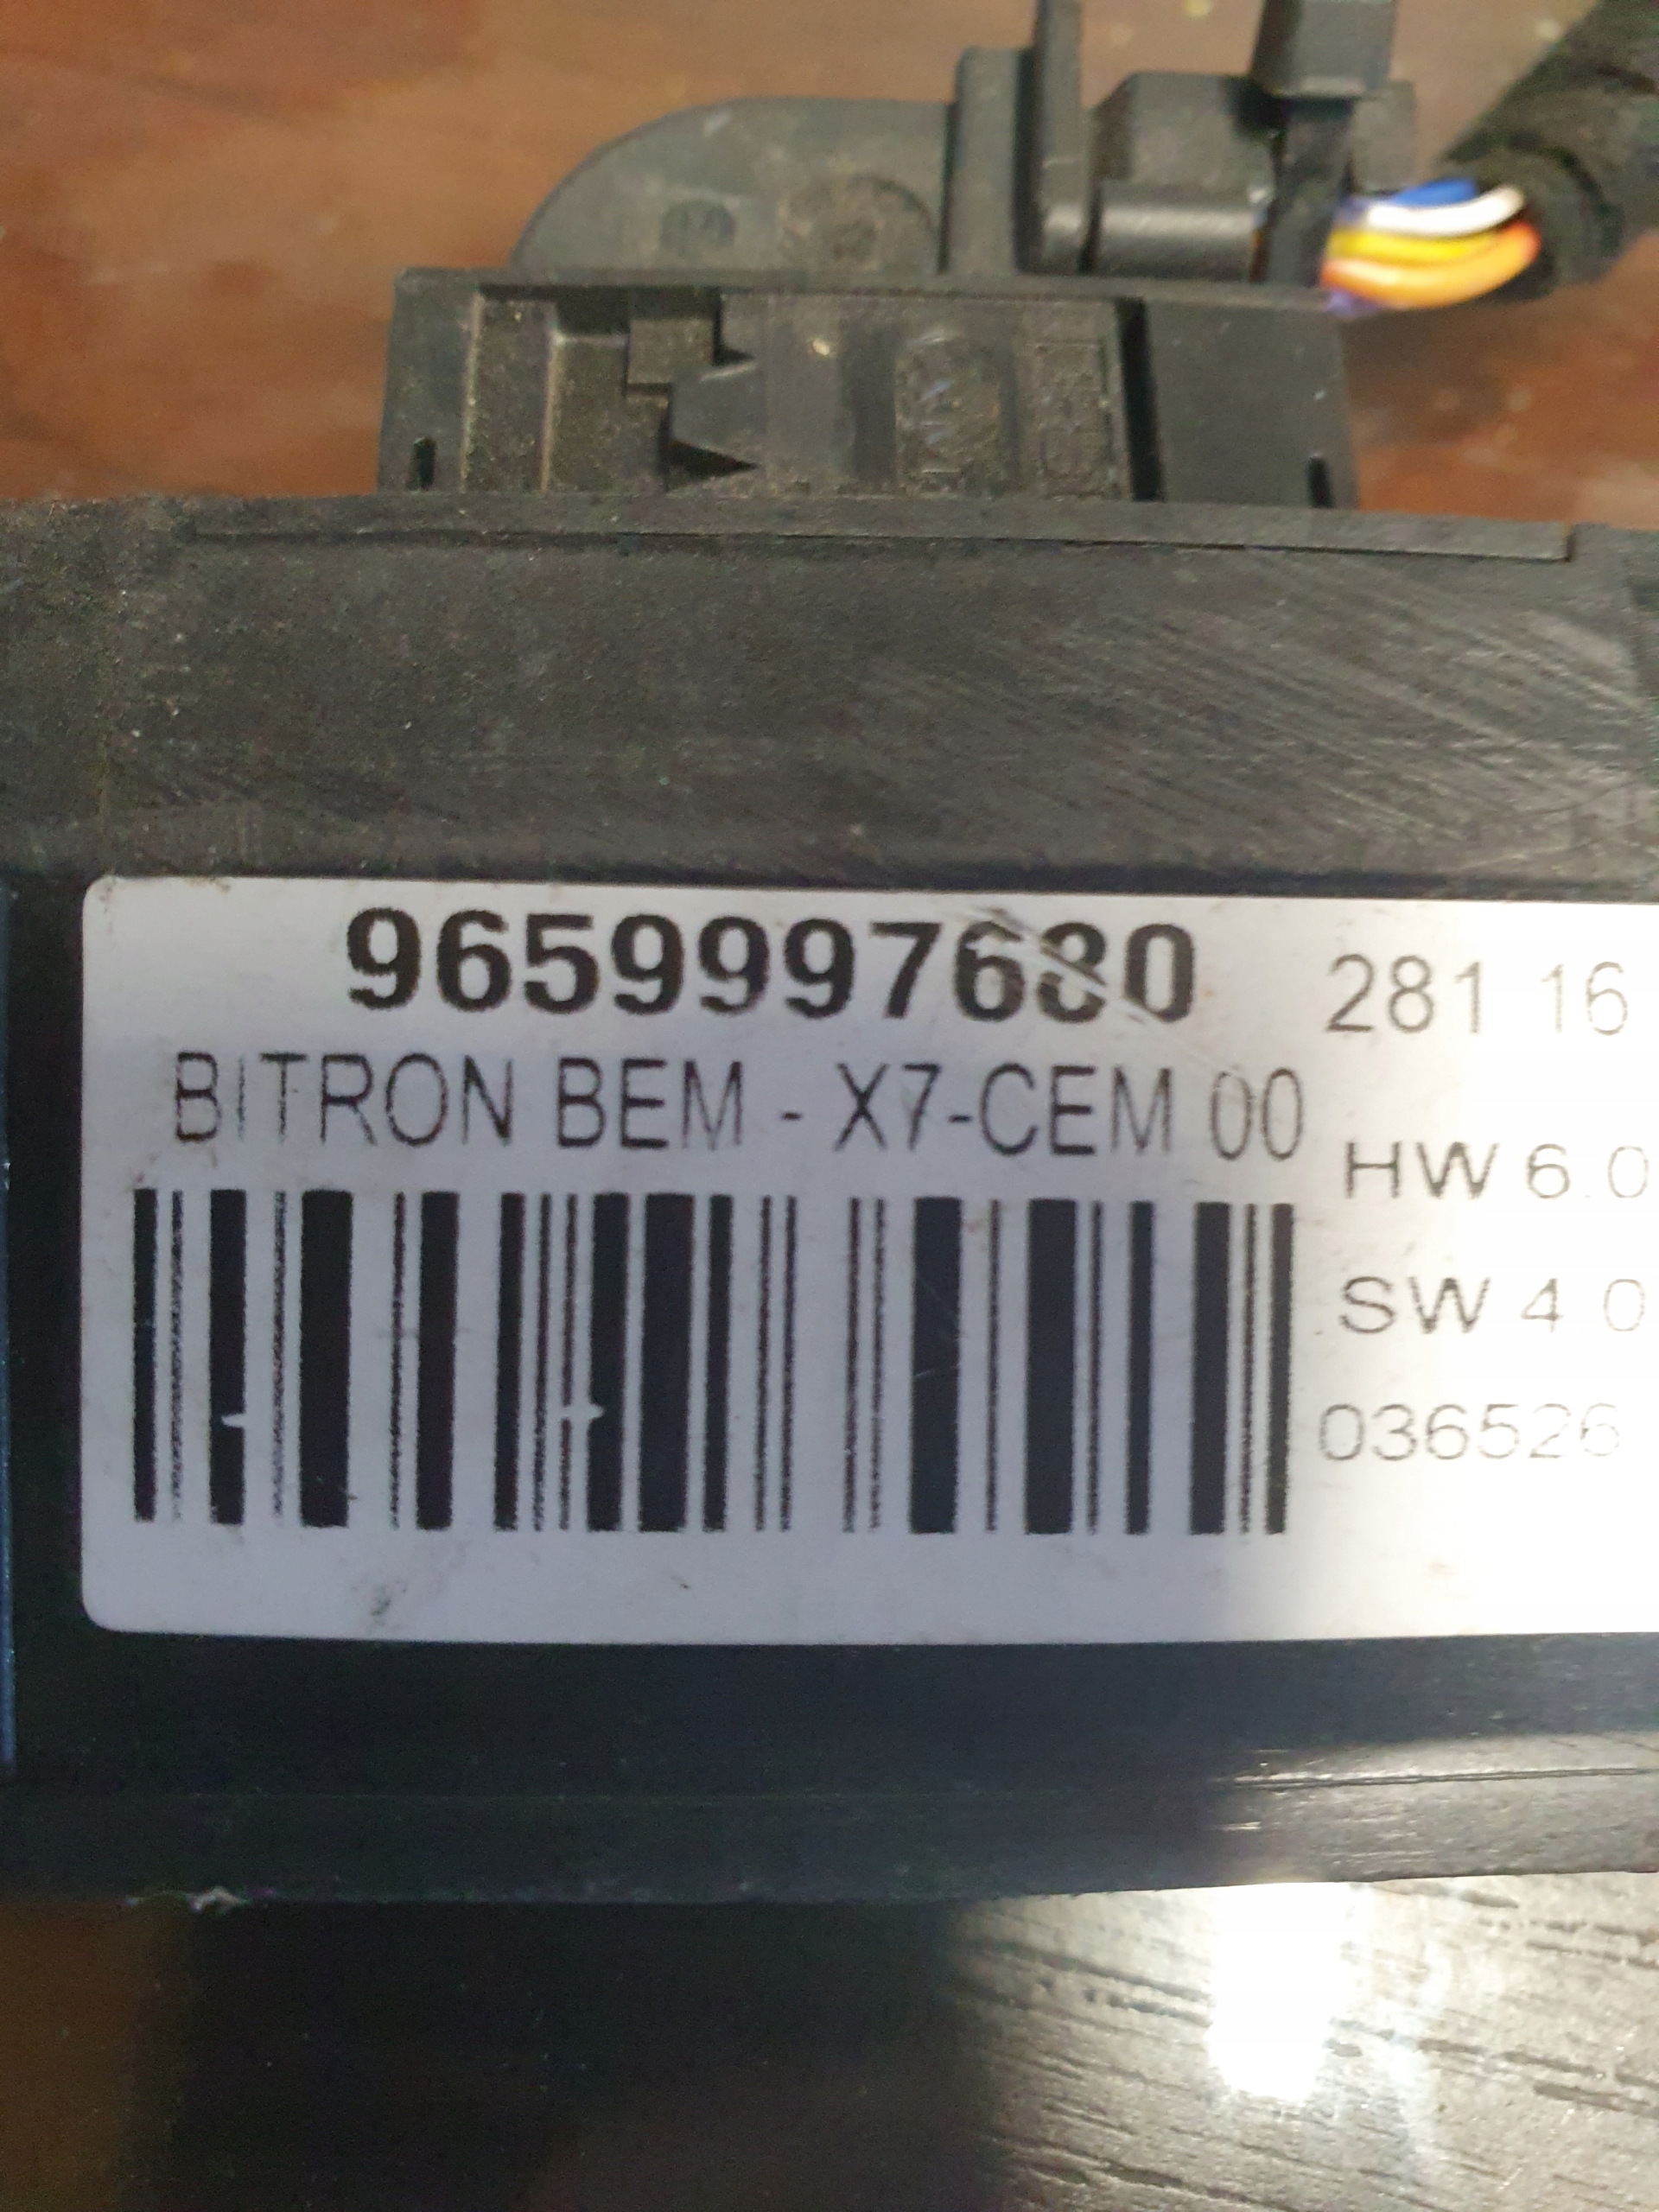 9659997680 281 16
BITRON BEM - X7-CEM 00
HW 6.0
SW 4 0
036526